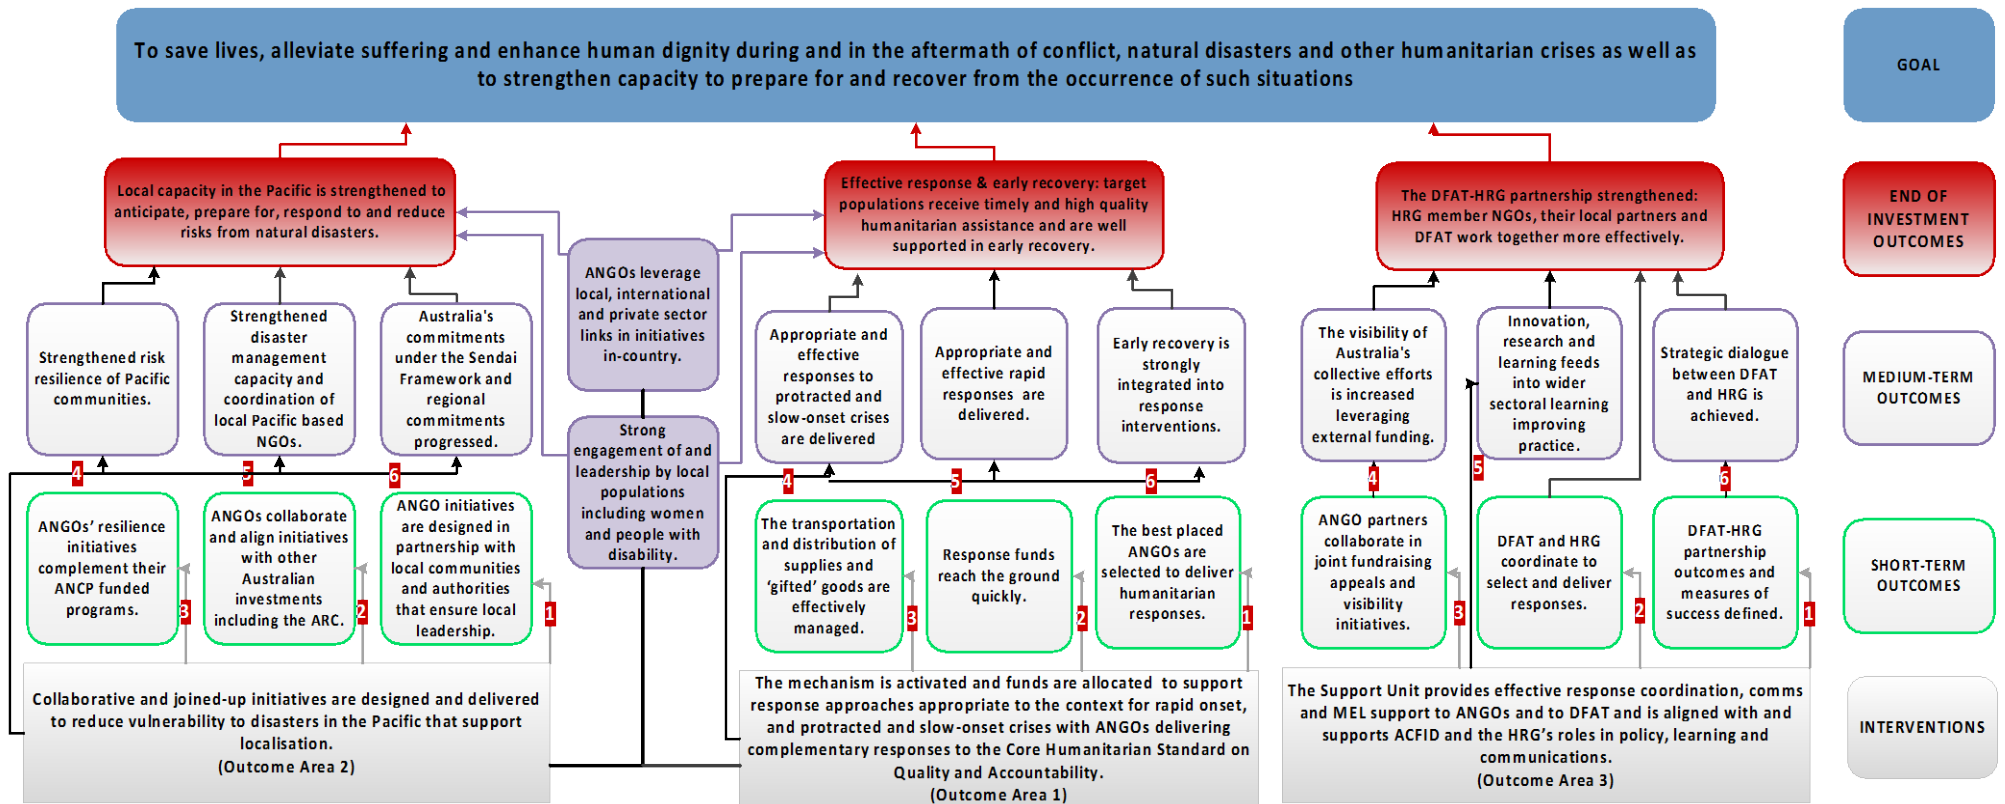 To save lives, alleviate suffering and enhance human dignity during and in the aftermath of conflict, natural disasters and other humanitarian crises as well as
to strengthen capacity to prepare for and recover from the occurrence of such situations
GOAL
Local capacity in the Pacific is strengthened to
anticipate, prepare for, respond to and reduce
risks from natural disasters.
Effective response & early recovery: target
populations receive timely and high quality
humanitarian assistance and are well
supported in early recovery.
The DFAT-HRG partnership strengthened:
HRG member NGOs, their local partners and
DFAT work together more effectively.
END OF
INVESTMENT
OUTCOMES
ANGOs leverage
local, international
and private sector
links in initiatives
in-country.
Strong
engagement of and
leadership by local
populations
including women
and people with
disability.
Strengthened risk
resilience of Pacific
communities.
Strengthened
disaster
management
capacity and
coordination of
local Pacific based
NGOs.
Australia's
commitments
under the Sendai
Framework and
regional
commitments
progressed.
Appropriate and
effective
responses to
protracted and
slow-onset crises
are delivered
Appropriate and
effective rapid
responses are
delivered.
Early recovery is
strongly
integrated into
response
interventions.
The visibility of
Australia's
collective efforts
is increased
leveraging
external funding.
Innovation,
research and
learning feeds
into wider
sectoral learning
improving
practice.
Strategic dialogue
between DFAT
and HRG is
achieved.
MEDIUM-TERM
OUTCOMES
4
5
6
4
5
6
4
5
6
ANGOs' resilience
initiatives
complement their
ANCP funded
programs.
3
ANGOs collaborate
and align initiatives
with other
Australian
investments
including the ARC.
2
ANGO initiatives
are designed in
partnership with
local communities
and authorities
that ensure local
leadership.
1
The transportation
and distribution of
supplies and
‘gifted’ goods are
effectively
managed.
3
Response funds
reach the ground
quickly.
2
The best placed
ANGOs are
selected to deliver
humanitarian
responses.
1
ANGO partners
collaborate in
joint fundraising
appeals and
visibility
initiatives.
3
DFAT and HRG
coordinate to
select and deliver
responses.
2
DFAT-HRG
partnership
outcomes and
measures of
success defined.
1
SHORT-TERM
OUTCOMES
Collaborative and joined-up initiatives are designed and delivered
to reduce vulnerability to disasters in the Pacific that support
localisation.
(Outcome Area 2)
The mechanism is activated and funds are allocated to support
response approaches appropriate to the context for rapid onset,
and protracted and slow-onset crises with ANGOs delivering
complementary responses to the Core Humanitarian Standard on
Quality and Accountability.
(Outcome Area 1)
The Support Unit provides effective response coordination, comms
and MEL support to ANGOs and to DFAT and is aligned with and
supports ACFID and the HRG's roles in policy, learning and
communications.
(Outcome Area 3)
INTERVENTIONS